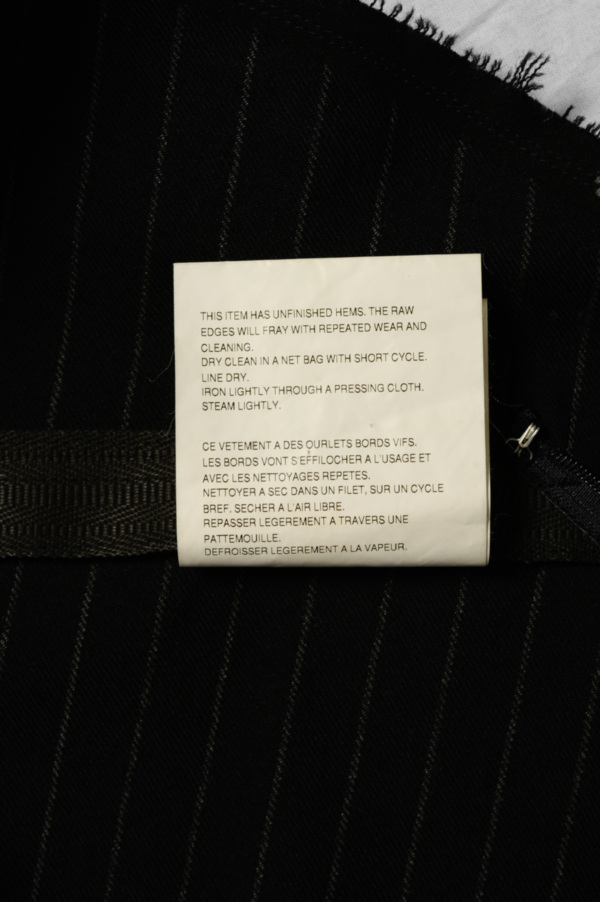 THIS ITEM HAS UNFINISHED HEMS. THE RAW
EDGES WILL FRAY WITH REPEATED WEAR AND
CLEANING.
DRY CLEAN IN A NET BAG WITH SHORT CYCLE.
LINE DRY.
IRON LIGHTLY THROUGH A PRESSING CLOTH.
STEAM LIGHTLY.
CE VETEMENT A DES OURLETS BORDS VIFS.
LES BORDS VONT S'EFFILOCHER A L'USAGE ET
AVEC LES NETTOYAGES REPETES.
NETTOYER A SEC DANS UN FILET, SUR UN CYCLE
BREF. SECHER A L'AIR LIBRE.
REPASSER LEGEREMENT A TRAVERS UNE
PATTEMOUILLE.
DEFROISSER LEGEREMENT A LA VAPEUR.